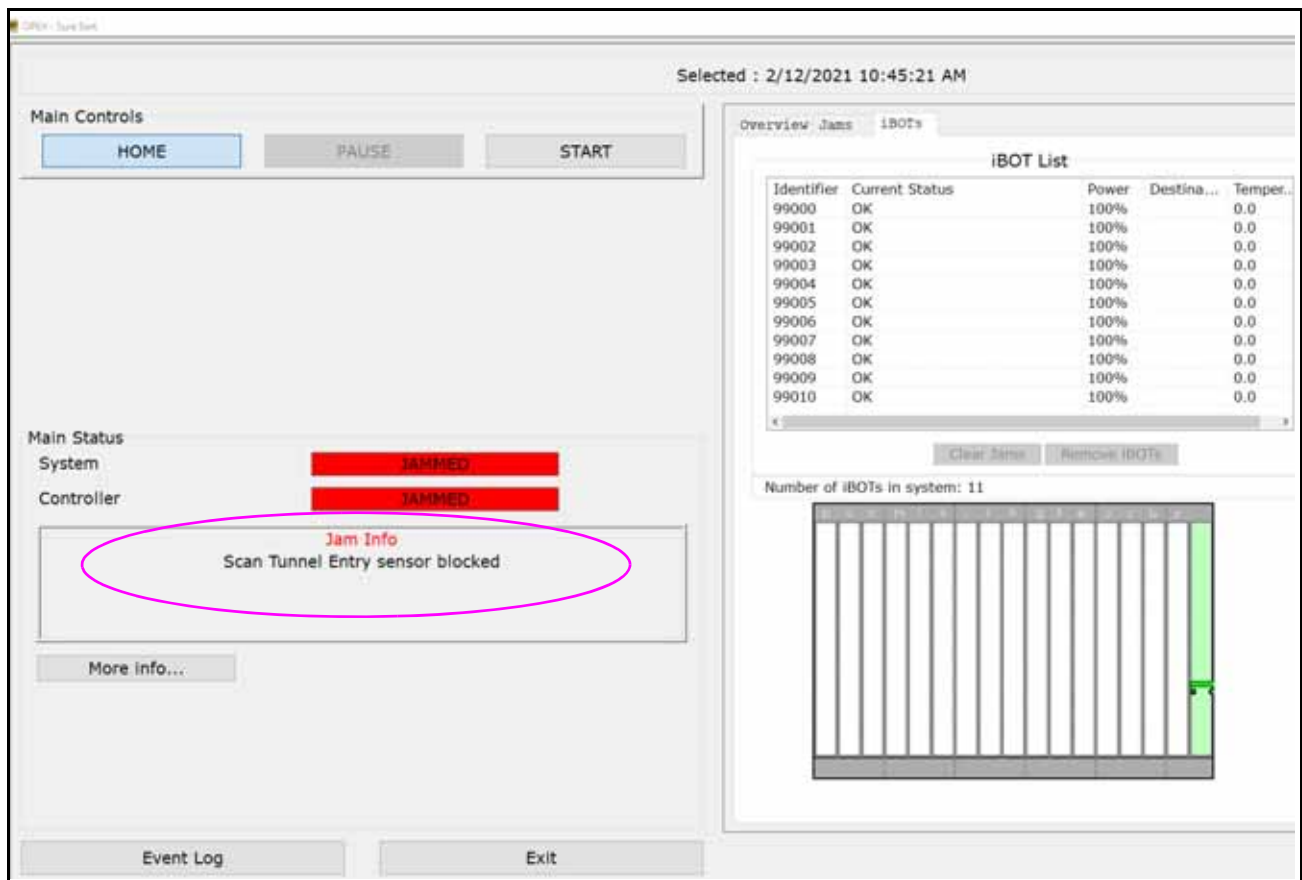 OPEX - Sure Sort
Selected : 2/12/2021 10:45:21 AM
Main Controls
HOME
PAUSE
START
Main Status
System
JAMMED
Controller
JAMMED
Jam Info
Scan Tunnel Entry sensor blocked
More info...
Event Log
Exit
Overview Jams iBOTs
iBOT List
Identifier Current Status Power Destina... Temper..
99000 OK 100% 0.0
99001 OK 100% 0.0
99002 OK 100% 0.0
99003 OK 100% 0.0
99004 OK 100% 0.0
99005 OK 100% 0.0
99006 OK 100% 0.0
99007 OK 100% 0.0
99008 OK 100% 0.0
99009 OK 100% 0.0
99010 OK 100% 0.0
Clear Jams
Remove iBOTs
Number of iBOTs in system: 11